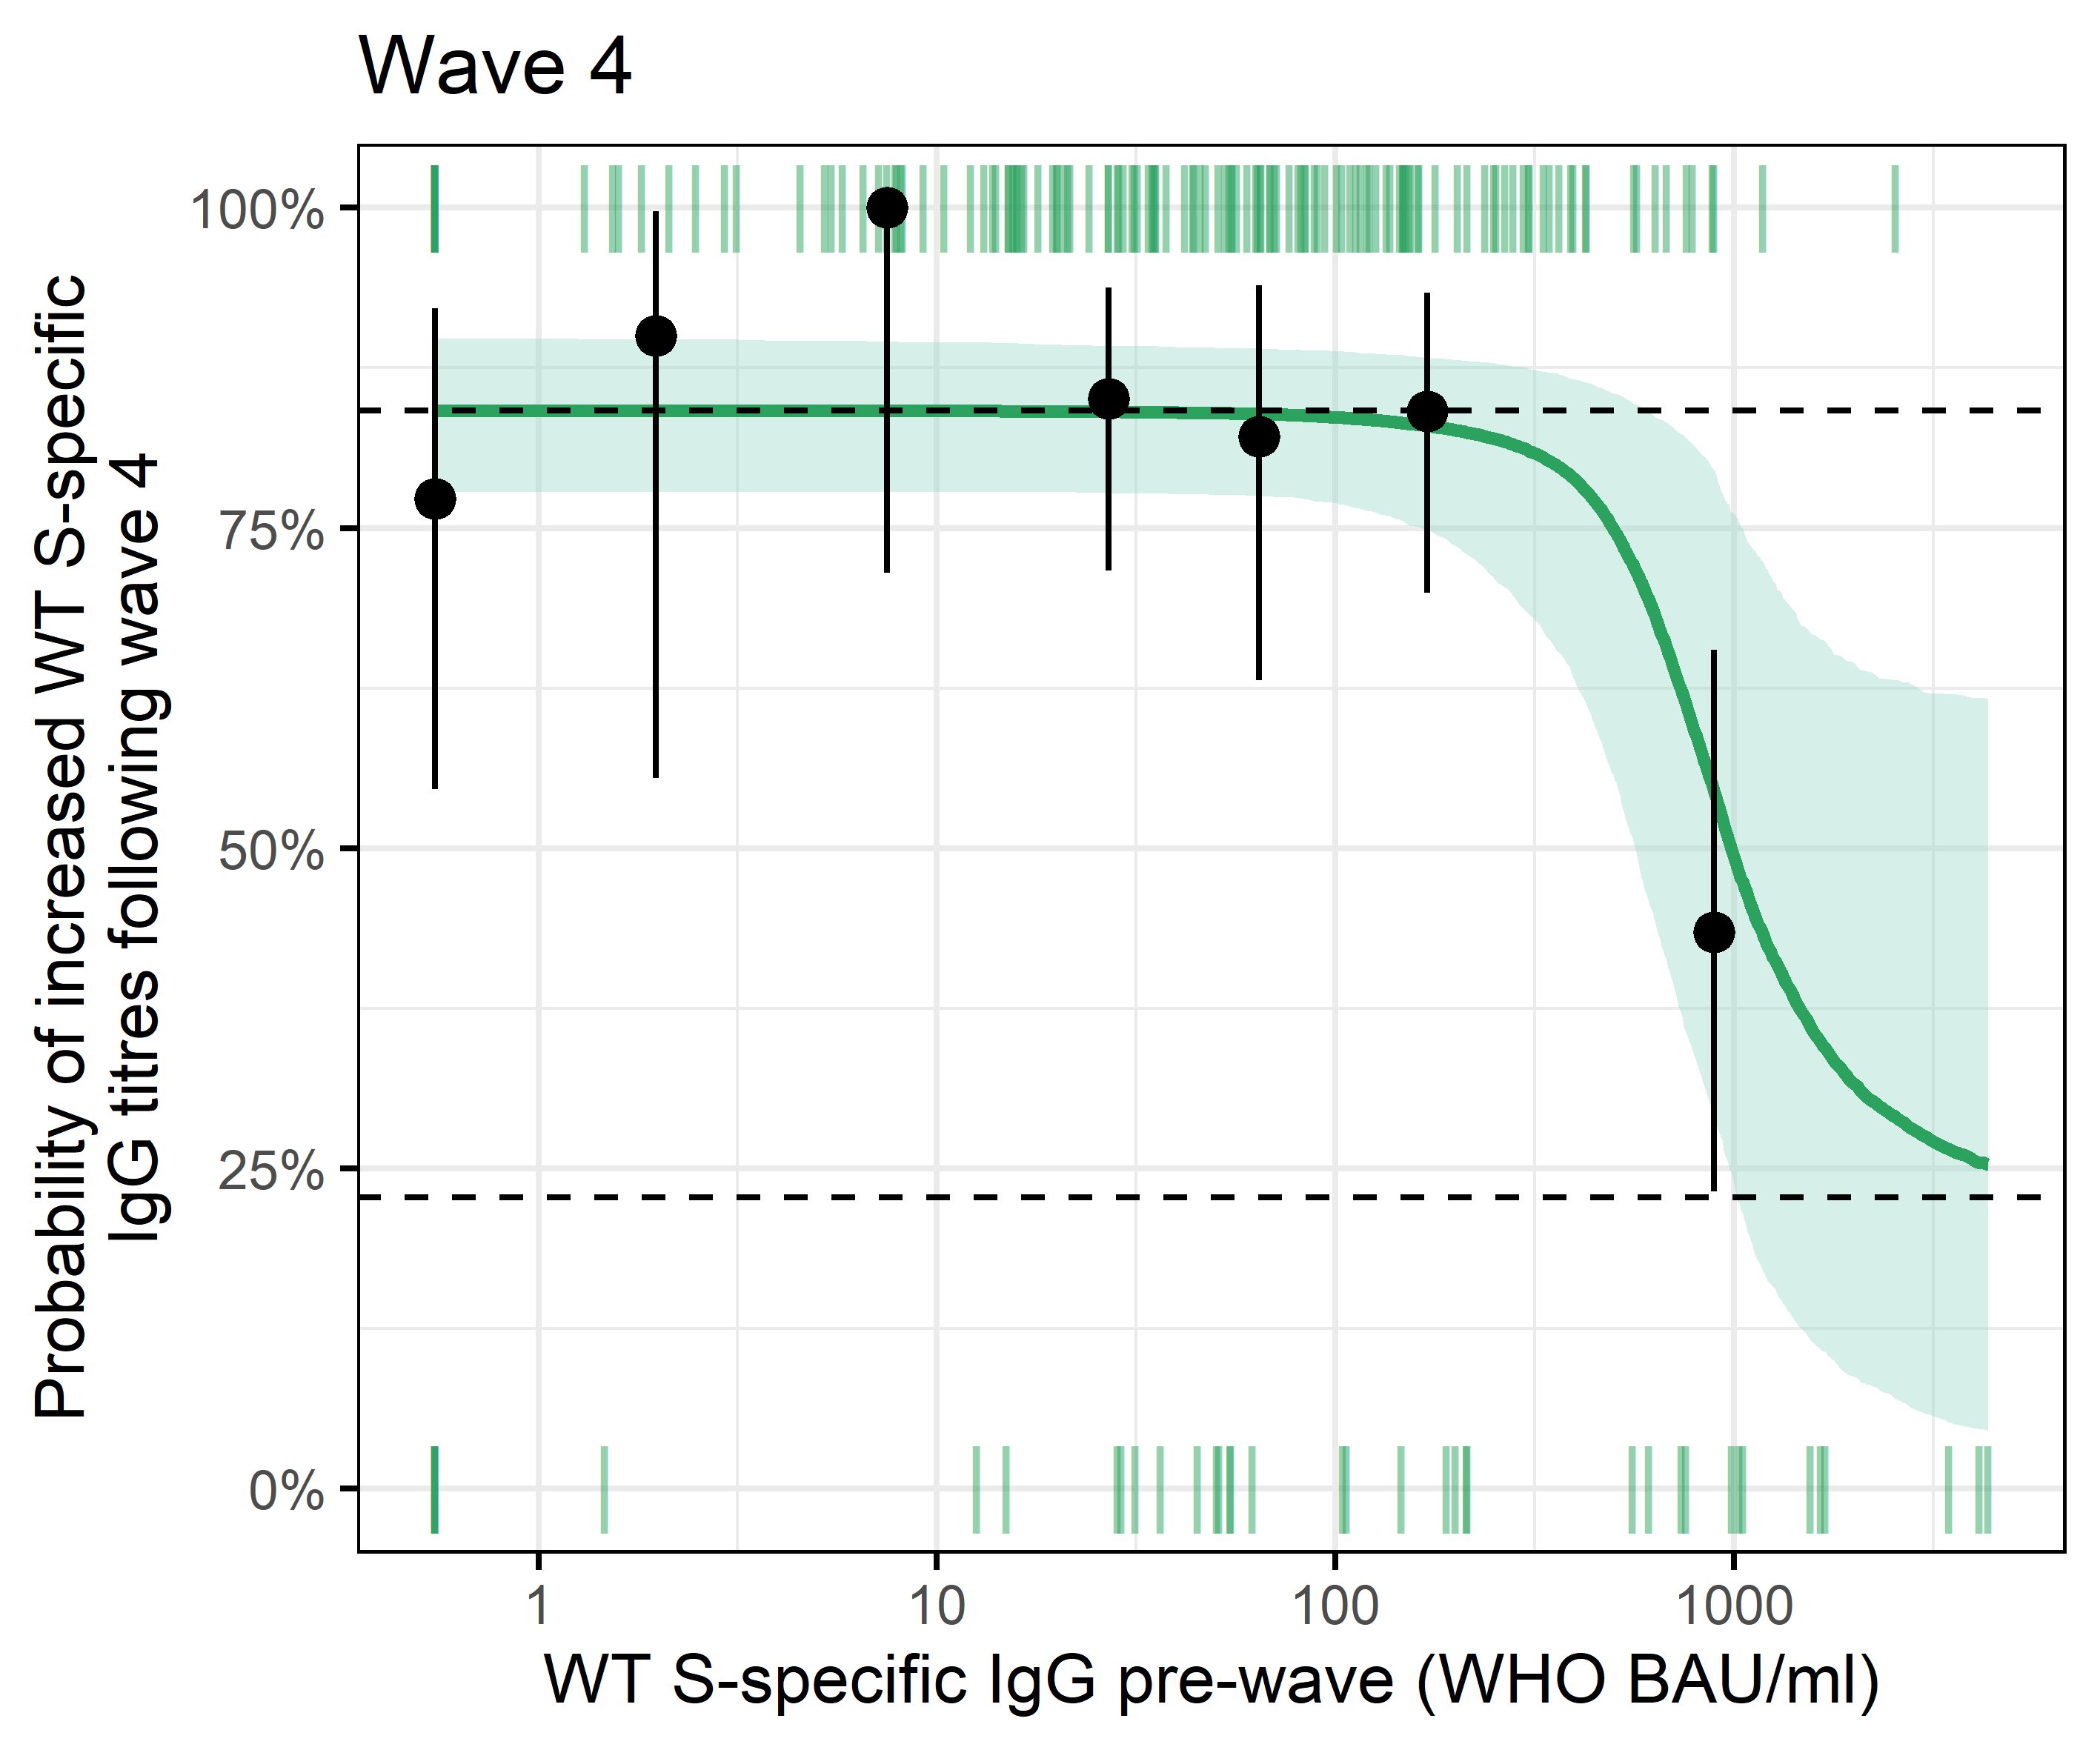 Wave 4
Probability of increased WT S-specific
IgG titres following wave 4
100%
75%
50%
25%
0%
1
10
100
1000
WT S-specific IgG pre-wave (WHO BAU/ml)